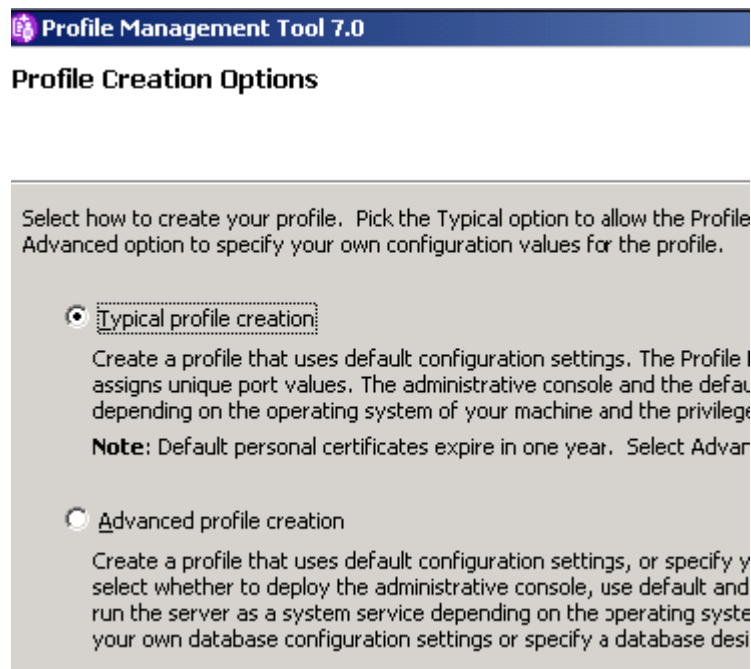 Profile Management Tool 7.0
Profile Creation Options
Select how to create your profile. Pick the Typical option to allow the Profile
Advanced option to specify your own configuration values for the profile.
Typical profile creation
Create a profile that uses default configuration settings. The Profile
assigns unique port values. The administrative console and the defau
depending on the operating system of your machine and the privilege
Note: Default personal certificates expire in one year. Select Advan
Advanced profile creation
Create a profile that uses default configuration settings, or specify y
select whether to deploy the administrative console, use default and
run the server as a system service depending on the operating syste
your own database configuration settings or specify a database desi